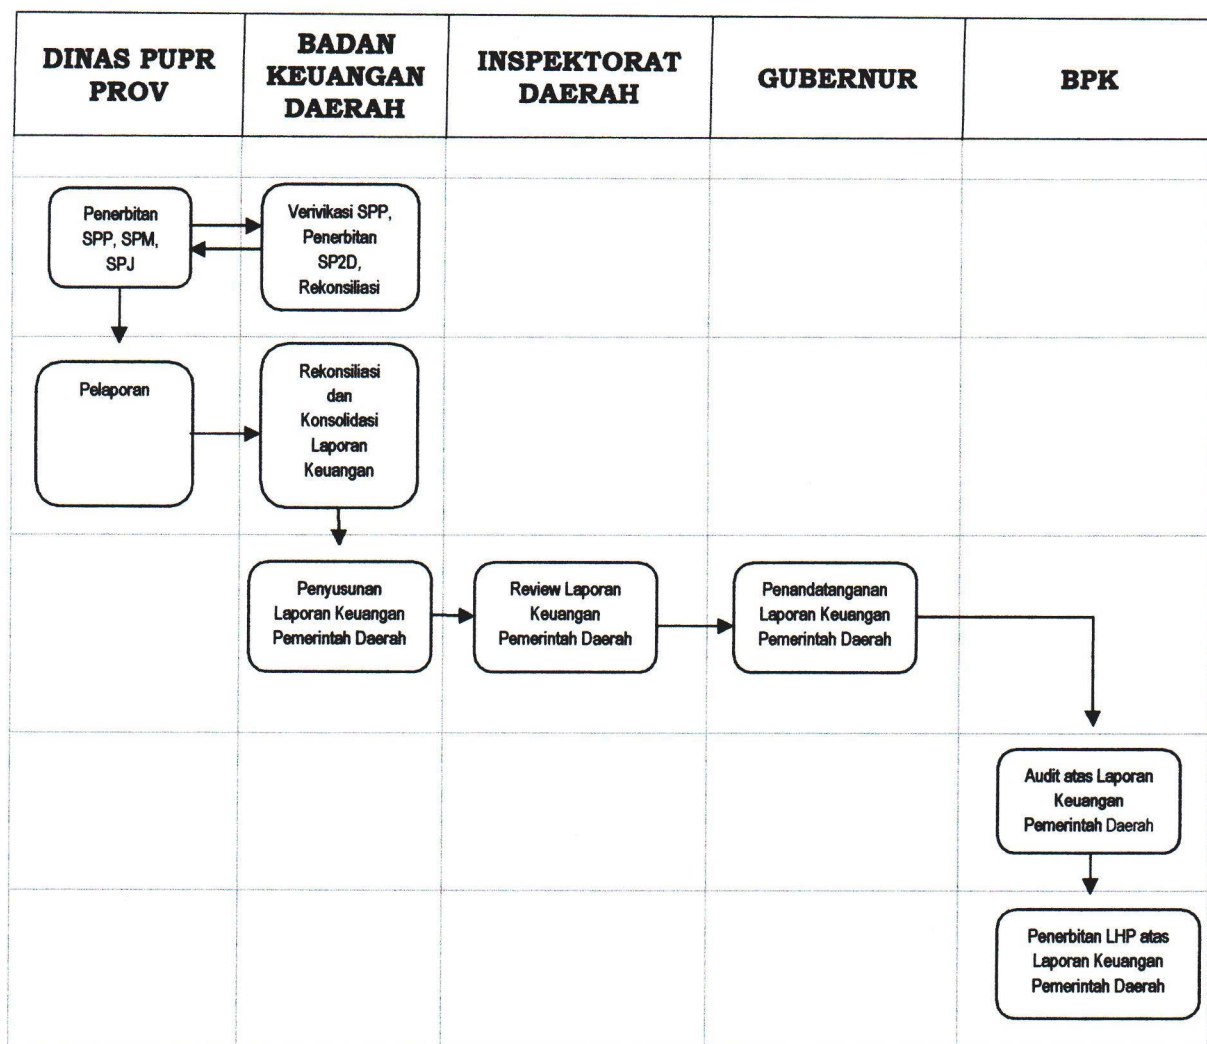 DINAS PUPR
PROV
BADAN
KEUANGAN
DAERAH
INSPEKTORAT
DAERAH
GUBERNUR
BPK
Penerbitan
SPP, SPM,
SPJ
Verivikasi SPP,
Penerbitan
SP2D,
Rekonsiliasi
Pelaporan
Rekonsiliasi
dan
Konsolidasi
Laporan
Keuangan
Penyusunan
Laporan Keuangan
Pemerintah Daerah
Review Laporan
Keuangan
Pemerintah Daerah
Penandatanganan
Laporan Keuangan
Pemerintah Daerah
Audit atas Laporan
Keuangan
Pemerintah Daerah
Penerbitan LHP atas
Laporan Keuangan
Pemerintah Daerah